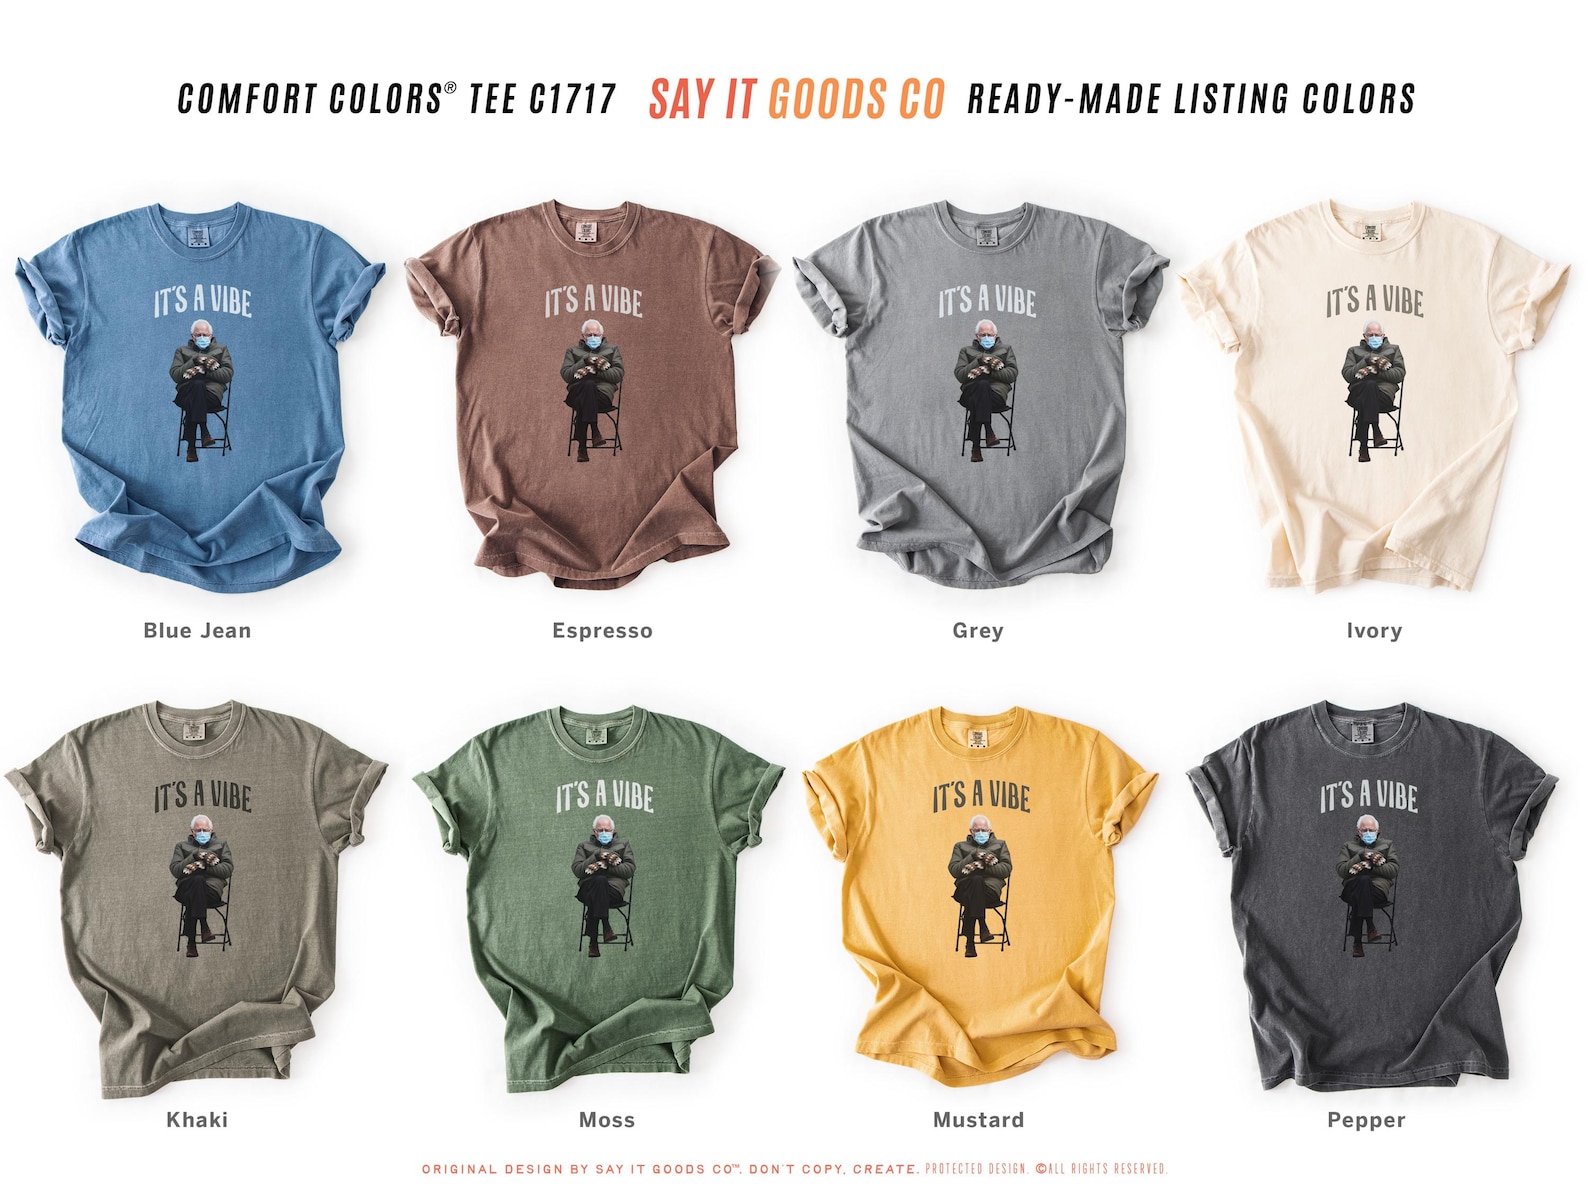 COMFORT COLORS® TEE C1717 SAY IT GOODS CO READY-MADE LISTING COLORS
IT'S A VIBE
IT'S A VIBE
IT'S A VIBE
IT'S A VIBE
Blue Jean
Espresso
Grey
Ivory
IT'S A VIBE
IT'S A VIBE
IT'S A VIBE
IT'S A VIBE
Khaki
Moss
Mustard
Pepper
ORIGINAL DESIGN BY SAY IT GOODS CO™. DON'T COPY, CREATE. PROTECTED DESIGN. ©ALL RIGHTS RESERVED.